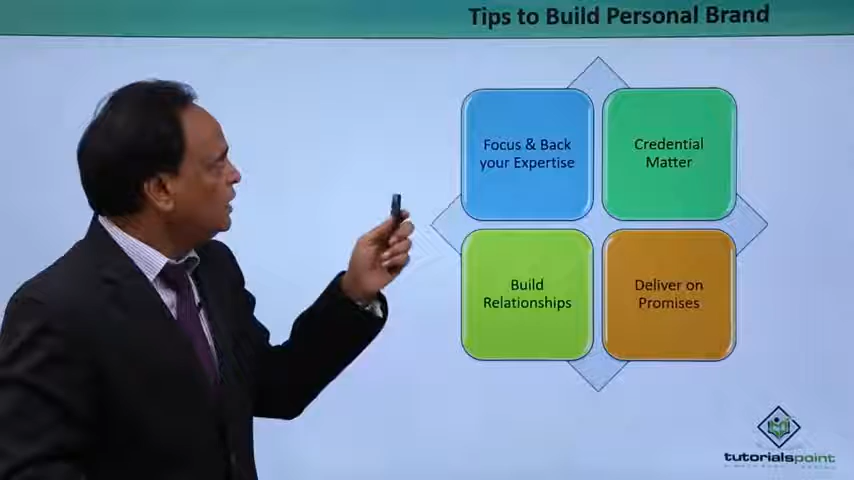 Tips to Build Personal Brand
Focus & Back
your Expertise
Credential
Matter
Build
Relationships
Deliver on
Promises
tutorialspoint